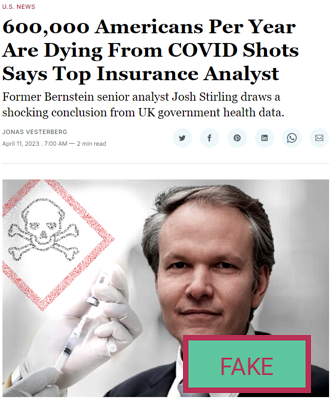 U.S. NEWS
600,000 Americans Per Year
Are Dying From COVID Shots
Says Top Insurance Analyst
Former Bernstein senior analyst Josh Stirling draws a
shocking conclusion from UK government health data.
JONAS VESTERBERG
April 11, 2023 . 7:00 AM — 2 min read
FAKE